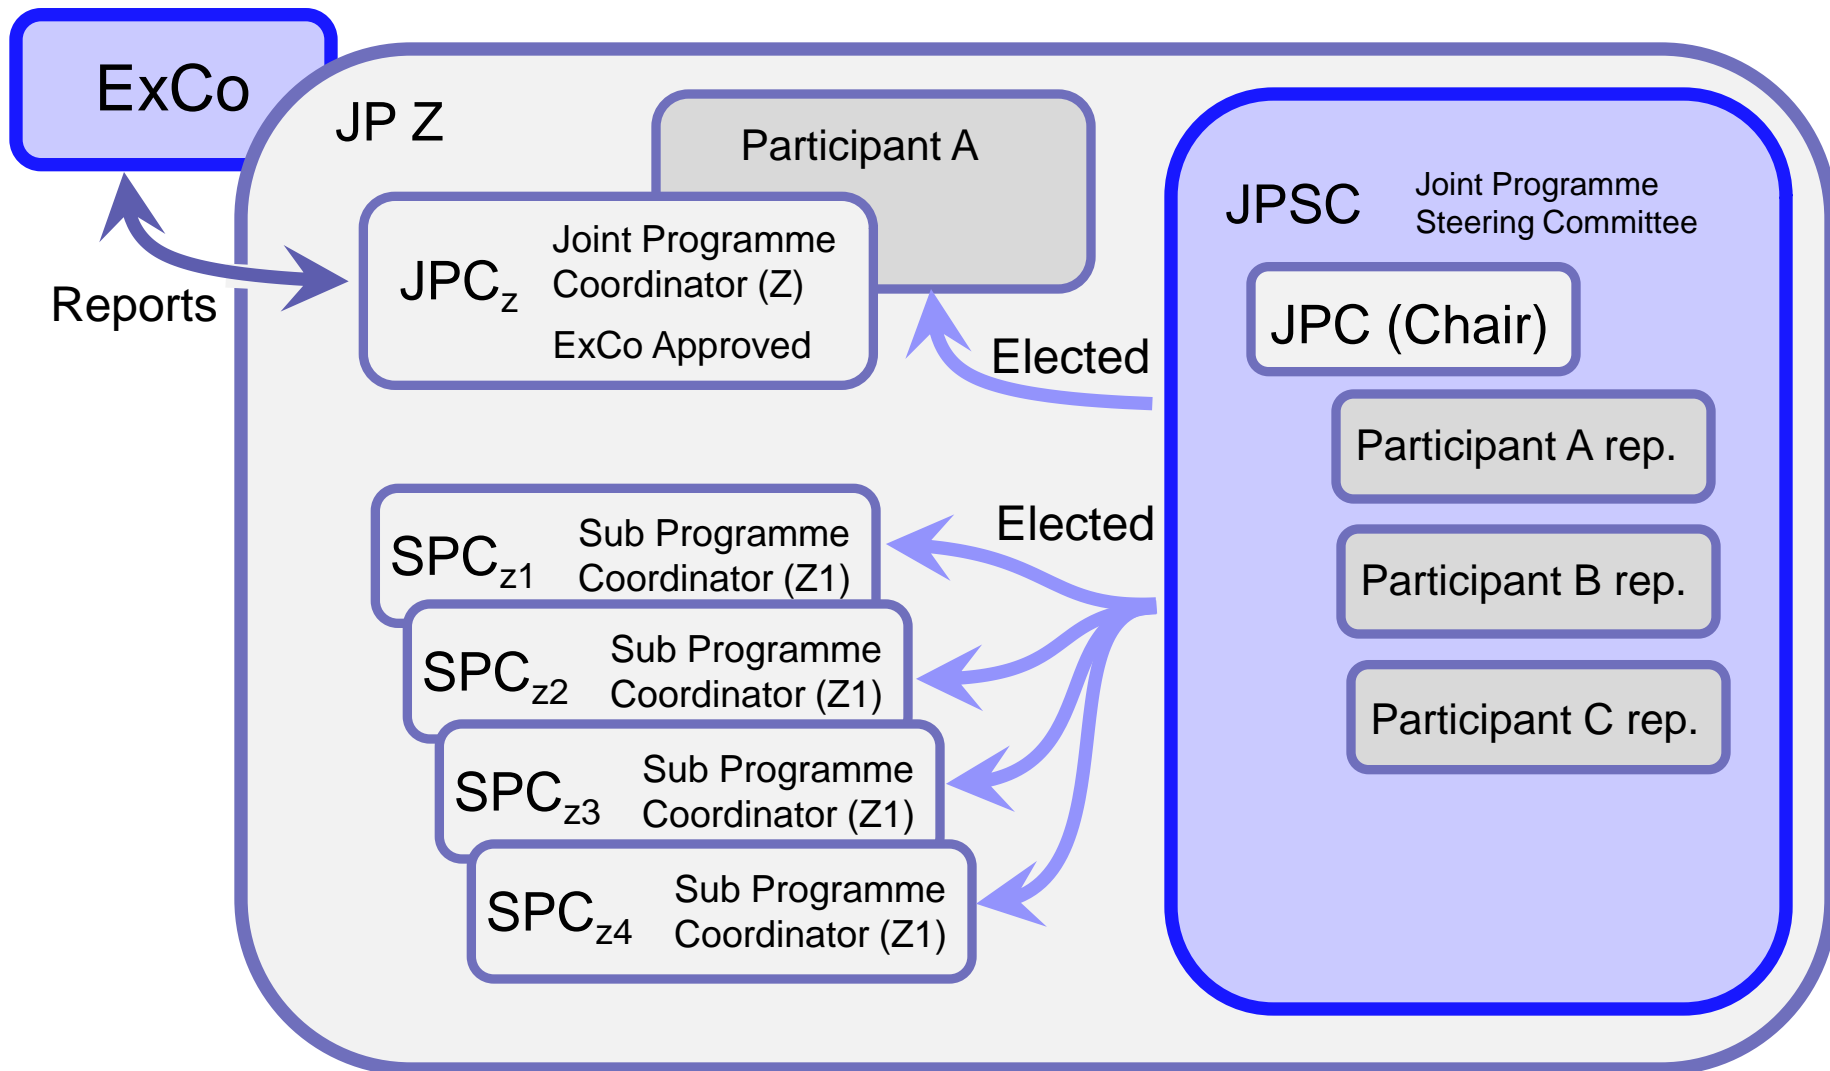 ExCo
JP Z
Participant A
JPCz
Joint Programme
Coordinator (Z)
ExCo Approved
Reports
Elected
JPSC
Joint Programme
Steering Committee
JPC (Chair)
Participant A rep.
Participant B rep.
Participant C rep.
Elected
SPCz1
Sub Programme
Coordinator (Z1)
SPCz2
Sub Programme
Coordinator (Z1)
SPCz3
Sub Programme
Coordinator (Z1)
SPCz4
Sub Programme
Coordinator (Z1)